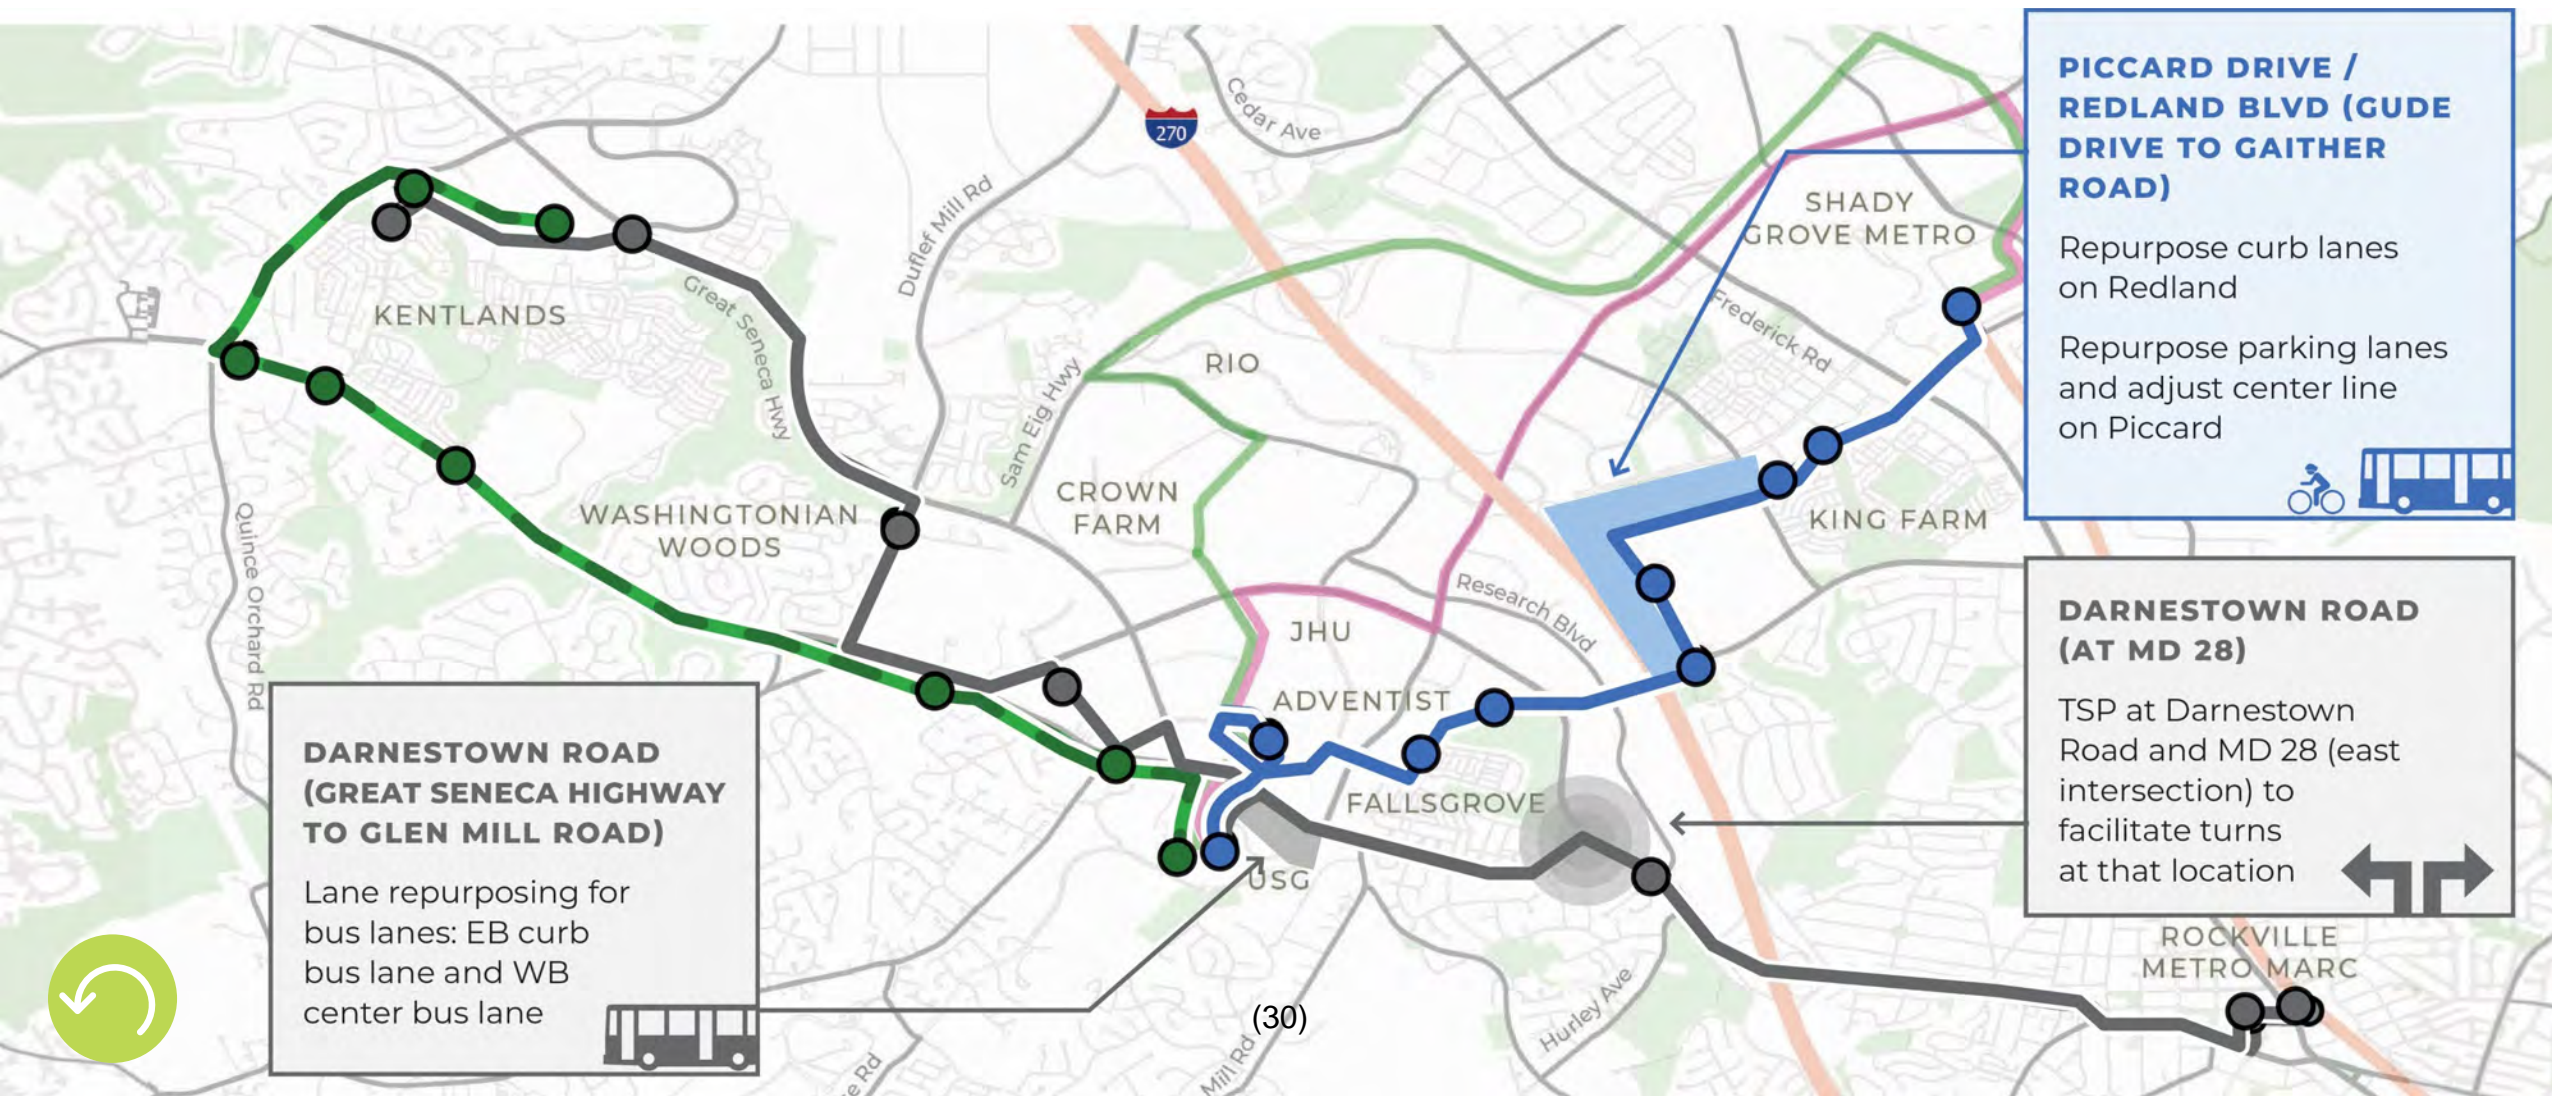 PICCARD DRIVE /
REDLAND BLVD (GUDE
DRIVE TO GAITHER
ROAD)
Repurpose curb lanes
on Redland
Repurpose parking lanes
and adjust center line
on Piccard
270
Cedar Ave
SHADY
GROVE METRO
Duffief Mill Rd
KENTLANDS
Great Seneca Hwy
Frederick Rd
RIO
Sam Eig Hwy
CROWN
FARM
WASHINGTONIAN
WOODS
KING FARM
Quince Orchard Rd
Research Blvd
JHU
ADVENTIST
FALLSGROVE
USG
DARNESTOWN ROAD
(AT MD 28)
TSP at Darnestown
Road and MD 28 (east
intersection) to
facilitate turns
at that location
DARNESTOWN ROAD
(GREAT SENECA HIGHWAY
TO GLEN MILL ROAD)
Lane repurposing for
bus lanes: EB curb
bus lane and WB
center bus lane
ROCKVILLE
METRO MARC
Hurley Ave
(30)
Mill Rd
e Rd